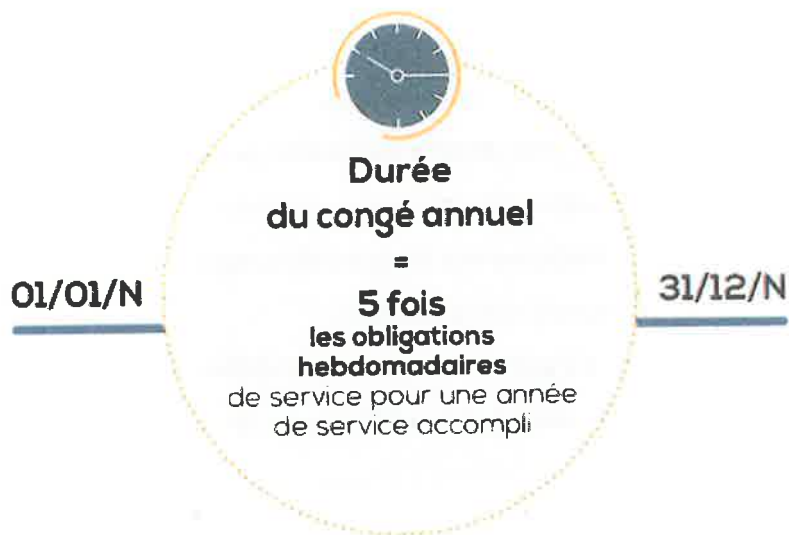 Durée
du congé annuel
=
01/01/N
5 fois
31/12/N
les obligations
hebdomadaires
de service pour une année
de service accompli